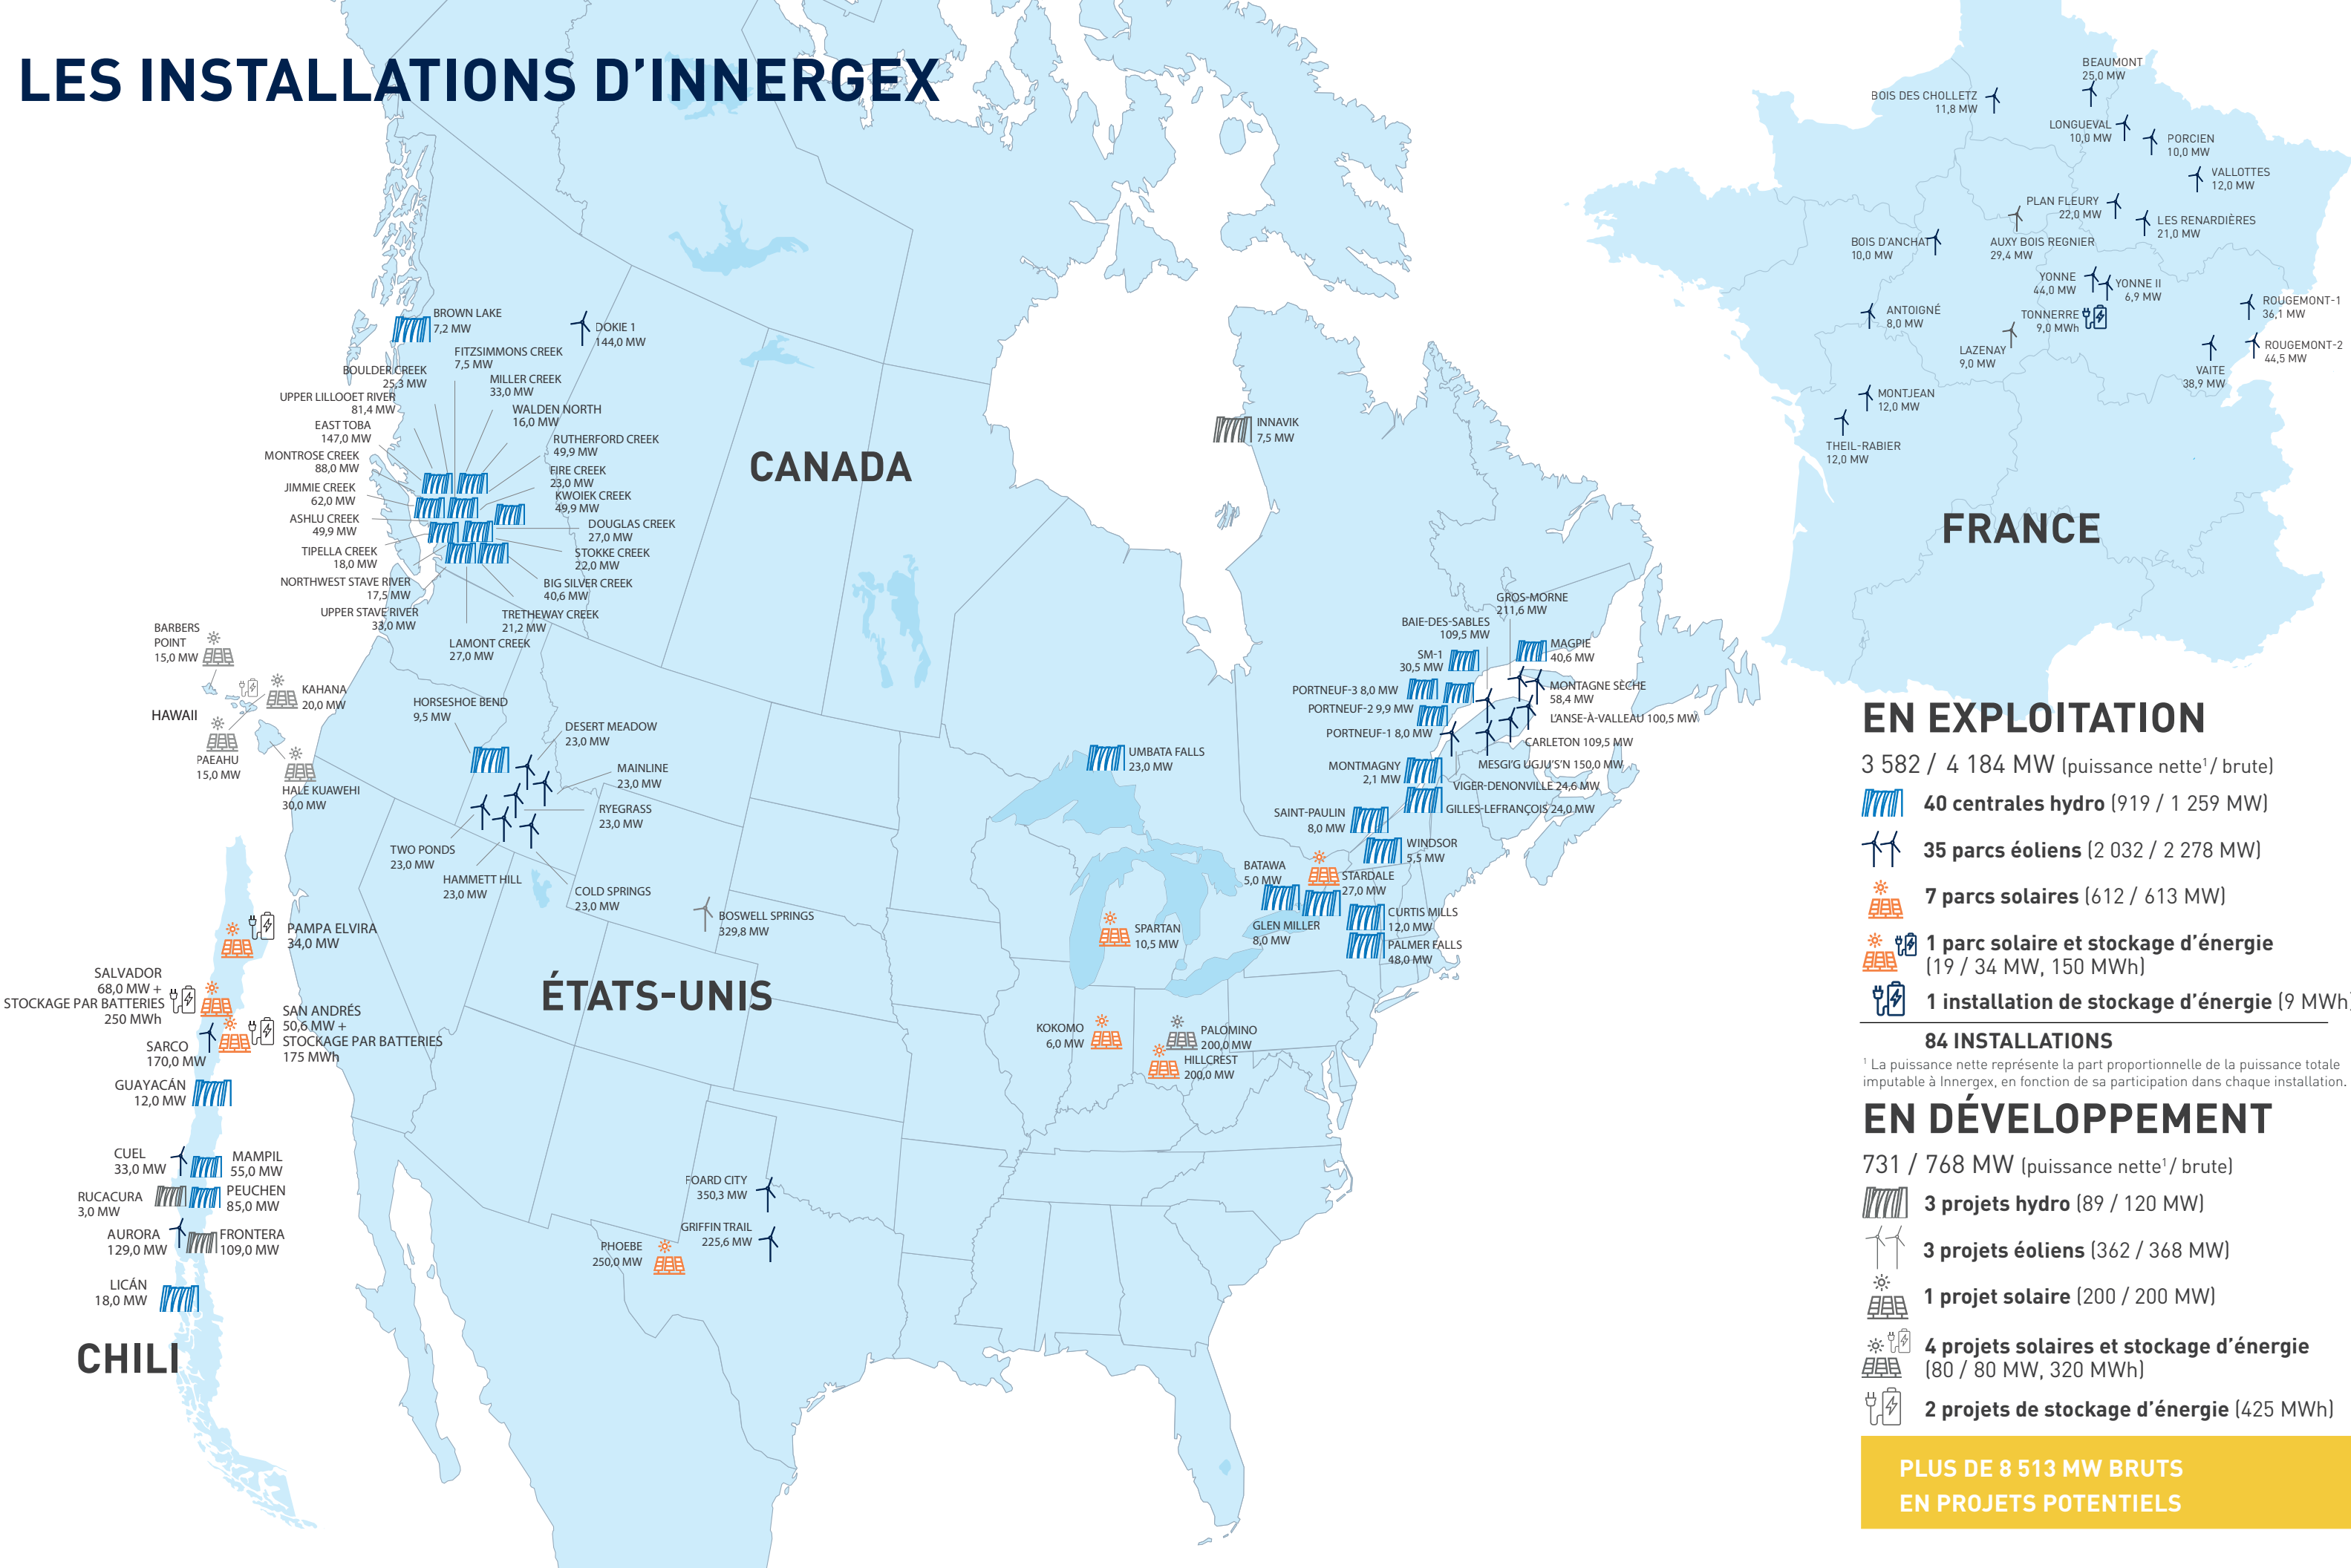 LES INSTALLATIONS D'INNERGEX
BROWN LAKE
7,2 MW
DOKIE 1
144,0 MW
FITZSIMMONS CREEK
7,5 MW
BOULDER CREEK
25,3 MW
MILLER CREEK
33,0 MW
UPPER LILLOOET RIVER
81,4 MW
WALDEN NORTH
16,0 MW
EAST TOBA
147,0 MW
RUTHERFORD CREEK
49,9 MW
MONTROSE CREEK
88,0 MW
FIRE CREEK
23,0 MW
JIMMIE CREEK
62,0 MW
KWOIEK CREEK
49,9 MW
ASHLU CREEK
49,9 MW
DOUGLAS CREEK
27,0 MW
TIPELLA CREEK
18,0 MW
STOKKE CREEK
22,0 MW
NORTHWEST STAVE RIVER
17,5 MW
BIG SILVER CREEK
40,6 MW
UPPER STAVE RIVER
33,0 MW
TRETHEWAY CREEK
21,2 MW
LAMONT CREEK
27,0 MW
CANADA
INNAVIK
7,5 MW
BARBERS
POINT
15,0 MW
KAHANA
20,0 MW
HAWAII
PAEAHU
15,0 MW
HALE KUAWEHI
30,0 MW
HORSESHOE BEND
9,5 MW
DESERT MEADOW
23,0 MW
MAINLINE
23,0 MW
RYEGRASS
23,0 MW
TWO PONDS
23,0 MW
HAMMETT HILL
23,0 MW
COLD SPRINGS
23,0 MW
BOSWELL SPRINGS
329,8 MW
ÉTATS-UNIS
GROS-MORNE
211,6 MW
BAIE-DES-SABLES
109,5 MW
MAGPIE
40,6 MW
SM-1
30,5 MW
MONTAGNE SÈCHE
58,4 MW
PORTNEUF-3 8,0 MW
PORTNEUF-2 9,9 MW
L'ANSE-À-VALLEAU 100,5 MW
PORTNEUF-1 8,0 MW
CARLETON 109,5 MW
UMBATA FALLS
23,0 MW
MONTMAGNY
2,1 MW
MESGI'G UGJU'S'N 150,0 MW
VIGER-DENONVILLE 24,6 MW
GILLES-LEFRANÇOIS 24,0 MW
SAINT-PAULIN
8,0 MW
WINDSOR
5,5 MW
BATAWA
5,0 MW
STARDALE
27,0 MW
GLEN MILLER
8,0 MW
CURTIS MILLS
12,0 MW
PALMER FALLS
48,0 MW
SPARTAN
10,5 MW
KOKOMO
6,0 MW
PALOMINO
200,0 MW
HILLCREST
200,0 MW
FOARD CITY
350,3 MW
GRIFFIN TRAIL
225,6 MW
PHOEBE
250,0 MW
PAMPA ELVIRA
34,0 MW
SALVADOR
68,0 MW +
STOCKAGE PAR BATTERIES
250 MWh
SAN ANDRÉS
50,6 MW +
STOCKAGE PAR BATTERIES
175 MWh
SARCO
170,0 MW
GUAYACÁN
12,0 MW
CUEL
33,0 MW
MAMPIL
55,0 MW
RUCACURA
3,0 MW
PEUCHEN
85,0 MW
AURORA
129,0 MW
FRONTERA
109,0 MW
LICÁN
18,0 MW
CHILI
BEAUMONT
25,0 MW
BOIS DES CHOLLETZ
11,8 MW
LONGUEVAL
10,0 MW
PORCIEN
10,0 MW
VALLOTTES
12,0 MW
PLAN FLEURY
22,0 MW
LES RENARDIÈRES
21,0 MW
BOIS D'ANCHAT
10,0 MW
AUXY BOIS REGNIER
29,4 MW
YONNE
44,0 MW
YONNE II
6,9 MW
ROUGEMONT-1
36,1 MW
ANTOIGNÉ
8,0 MW
TONNERRE
9,0 MWh
LAZENAY
9,0 MW
ROUGEMONT-2
44,5 MW
VAITE
38,9 MW
MONTJEAN
12,0 MW
THEIL-RABIER
12,0 MW
FRANCE
EN EXPLOITATION
3 582 / 4 184 MW (puissance nette¹ / brute)
40 centrales hydro (919 / 1 259 MW)
35 parcs éoliens (2 032 / 2 278 MW)
7 parcs solaires (612 / 613 MW)
1 parc solaire et stockage d'énergie
(19 / 34 MW, 150 MWh)
1 installation de stockage d'énergie (9 MWh)
84 INSTALLATIONS
¹ La puissance nette représente la part proportionnelle de la puissance totale
imputable à Innergex, en fonction de sa participation dans chaque installation.
EN DÉVELOPPEMENT
731 / 768 MW (puissance nette¹ / brute)
3 projets hydro (89 / 120 MW)
3 projets éoliens (362 / 368 MW)
1 projet solaire (200 / 200 MW)
4 projets solaires et stockage d'énergie
(80 / 80 MW, 320 MWh)
2 projets de stockage d'énergie (425 MWh)
PLUS DE 8 513 MW BRUTS
EN PROJETS POTENTIELS